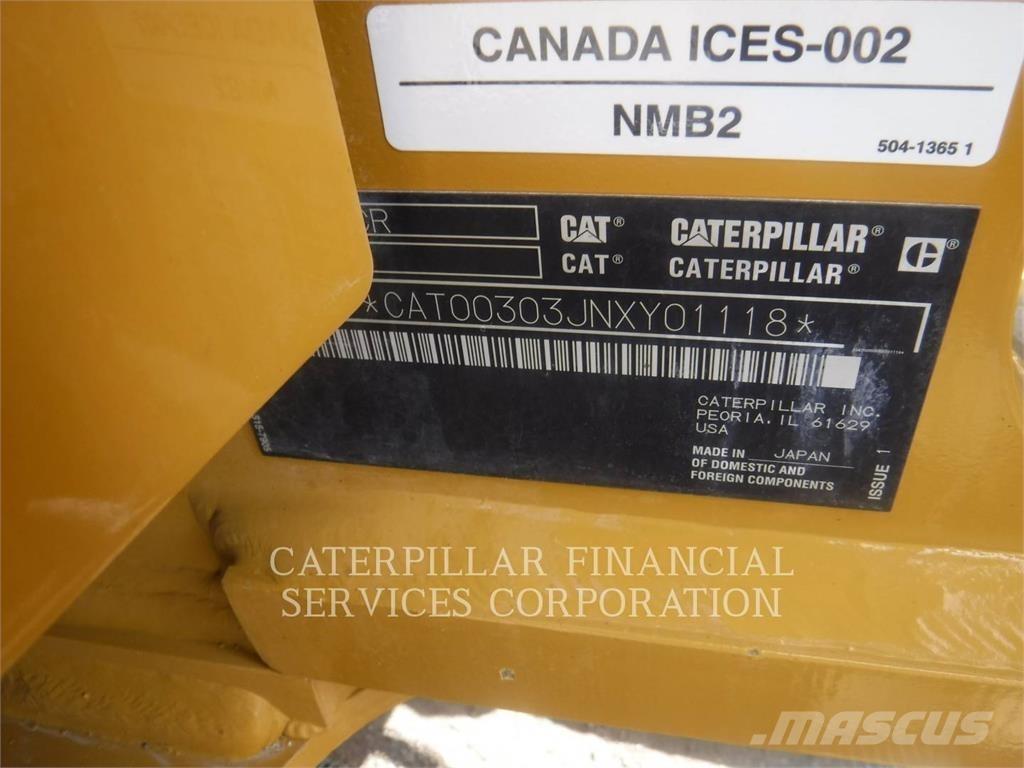 CANADA ICES-002
NMB2
504-1365 1
CR
CAT® CATERPILLAR®
CAT® CATERPILLAR®
*CAT00303JNXY01118*
CATERPILLAR INC.
PEORIA, IL 61629
USA
MADE IN JAPAN
OF DOMESTIC AND
FOREIGN COMPONENTS
ISSUE 1
CATERPILLAR FINANCIAL
SERVICES CORPORATION
MASCUS